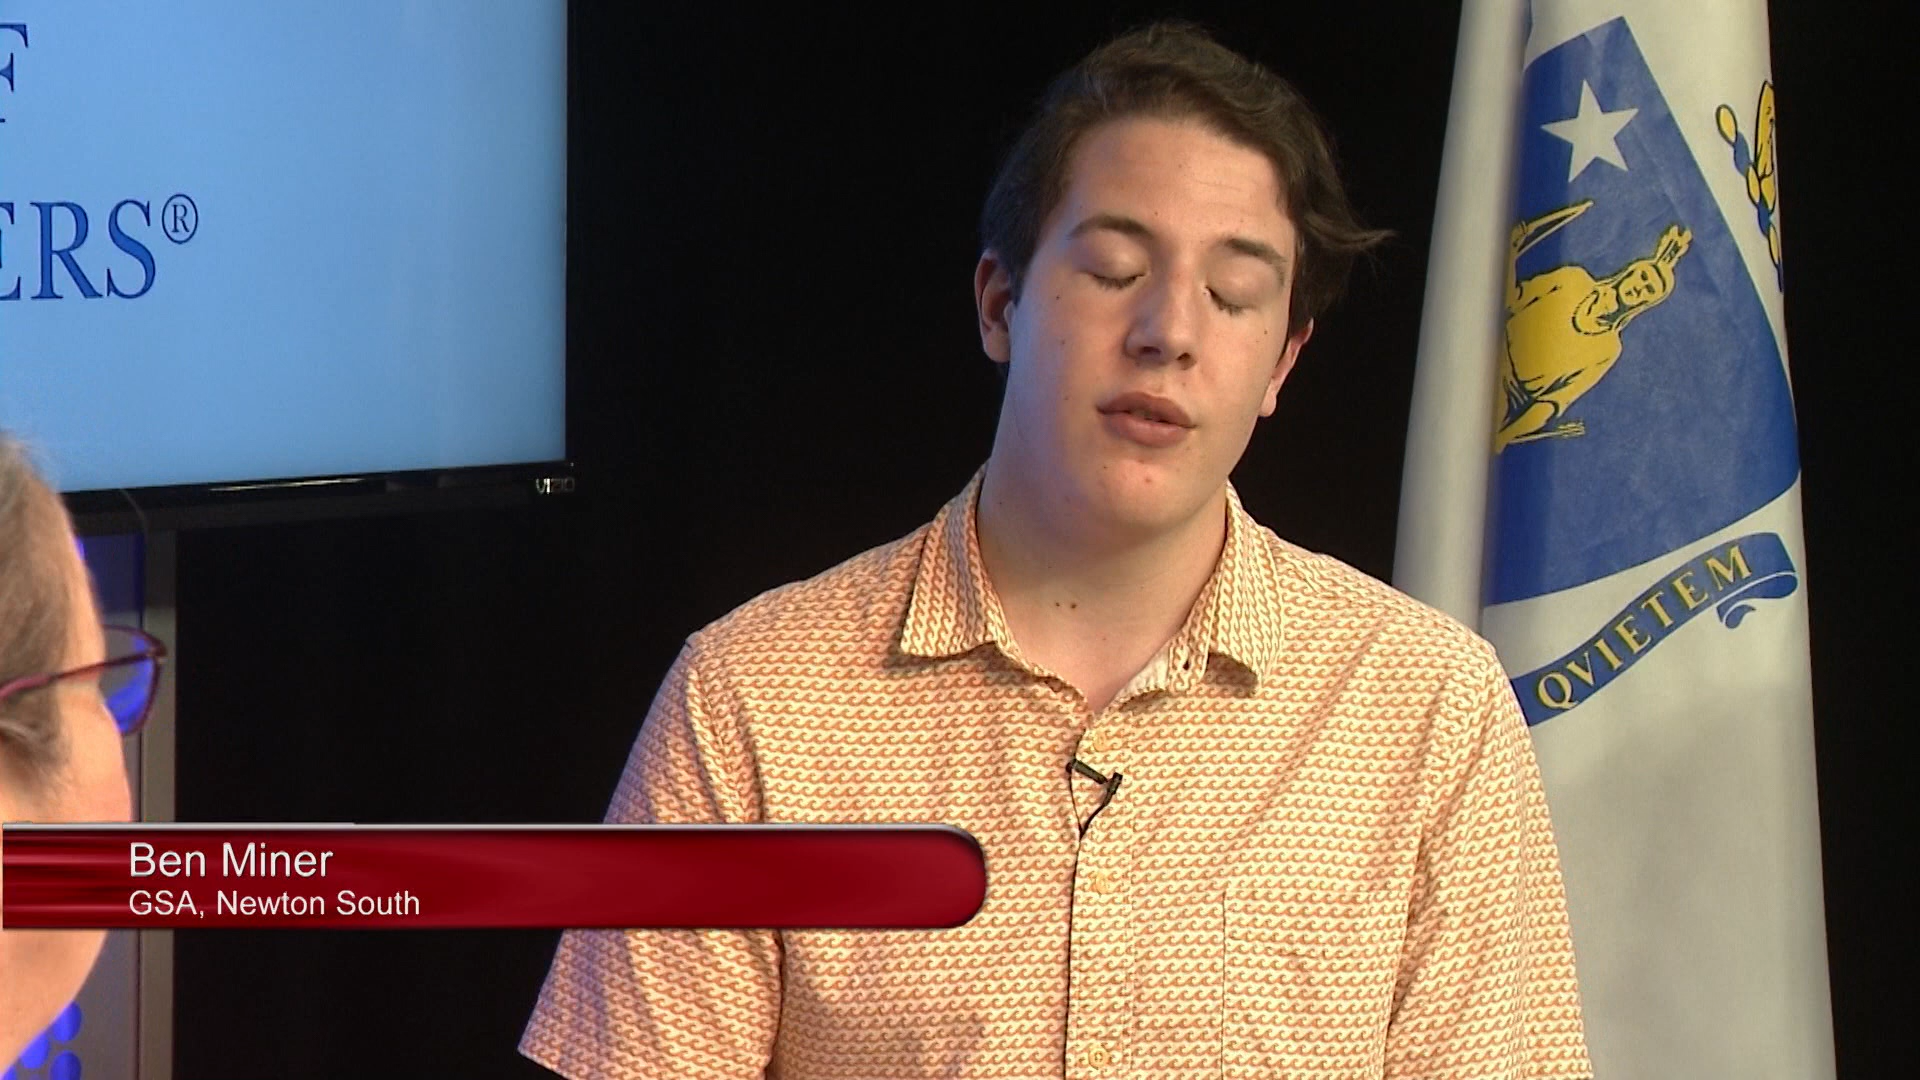 F
ERS®
VIZIO
QVIETEM
Ben Miner
GSA, Newton South